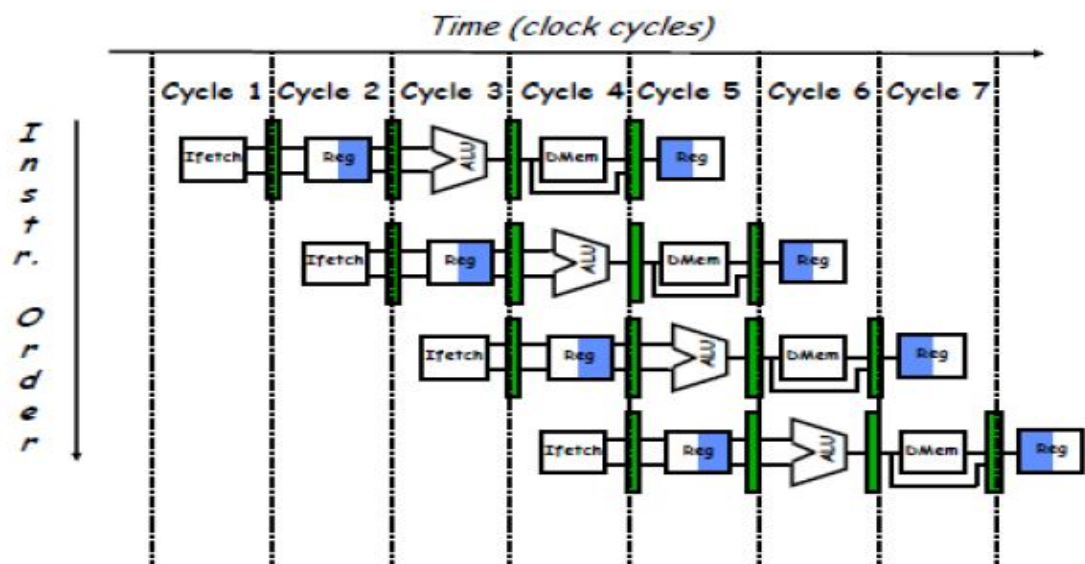 Time (clock cycles)
Cycle 1 Cycle 2 Cycle 3 Cycle 4 Cycle 5 Cycle 6 Cycle 7
Instr. Order
Ifetch Reg ALU DMem Reg
Ifetch Reg ALU DMem Reg
Ifetch Reg ALU DMem Reg
Ifetch Reg ALU DMem Reg